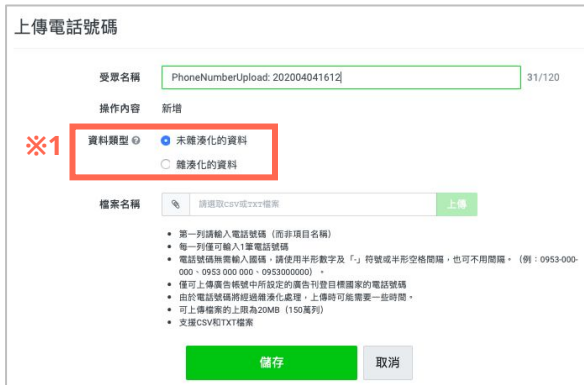 上傳電話號碼
受眾名稱 PhoneNumberUpload: 202004041612 31/120
操作內容 新增
※1 資料類型 未雜湊化的資料
雜湊化的資料
檔案名稱 請選取CSV或TXT檔案 上傳
• 第一列請輸入電話號碼（而非項目名稱）
• 每一列僅可輸入1筆電話號碼
• 電話號碼無需輸入國碼，請使用半形數字及「-」符號或半形空格間隔，也可不用間隔。（例：0953-000-
000、0953 000 000、0953000000）。
• 僅可上傳廣告帳號中所設定的廣告刊登目標國家的電話號碼
• 由於電話號碼將經過雜湊化處理，上傳時可能需要一些時間。
• 可上傳檔案的上限為20MB（150萬列）
• 支援CSV和TXT檔案
儲存 取消